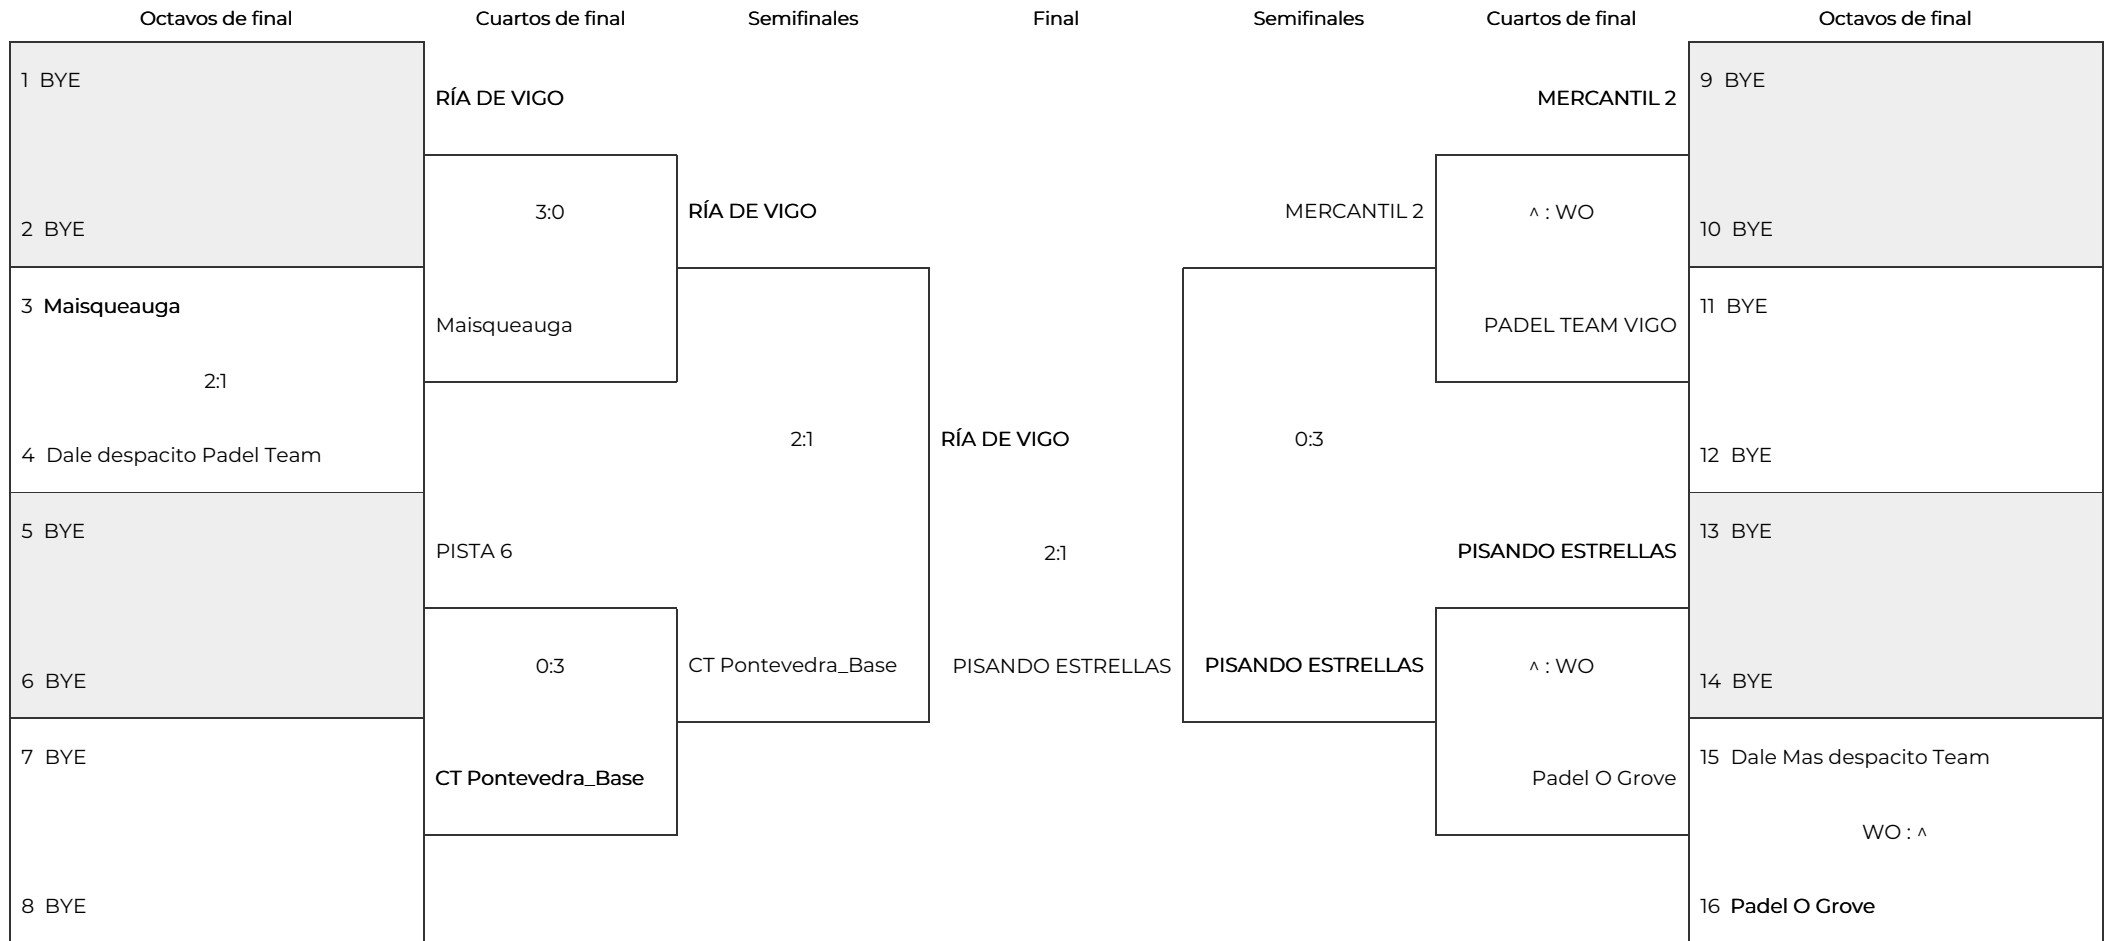 Octavos de final
Cuartos de final
Semifinales
Final
Semifinales
Cuartos de final
Octavos de final
1 BYE
2 BYE
3 Maisqueauga
2:1
4 Dale despacito Padel Team
5 BYE
6 BYE
7 BYE
8 BYE
RÍA DE VIGO
3:0
Maisqueauga
PISTA 6
0:3
CT Pontevedra_Base
RÍA DE VIGO
2:1
CT Pontevedra_Base
RÍA DE VIGO
2:1
PISANDO ESTRELLAS
MERCANTIL 2
0:3
PISANDO ESTRELLAS
MERCANTIL 2
^ : WO
PADEL TEAM VIGO
PISANDO ESTRELLAS
^ : WO
Padel O Grove
9 BYE
10 BYE
11 BYE
12 BYE
13 BYE
14 BYE
15 Dale Mas despacito Team
WO : ^
16 Padel O Grove